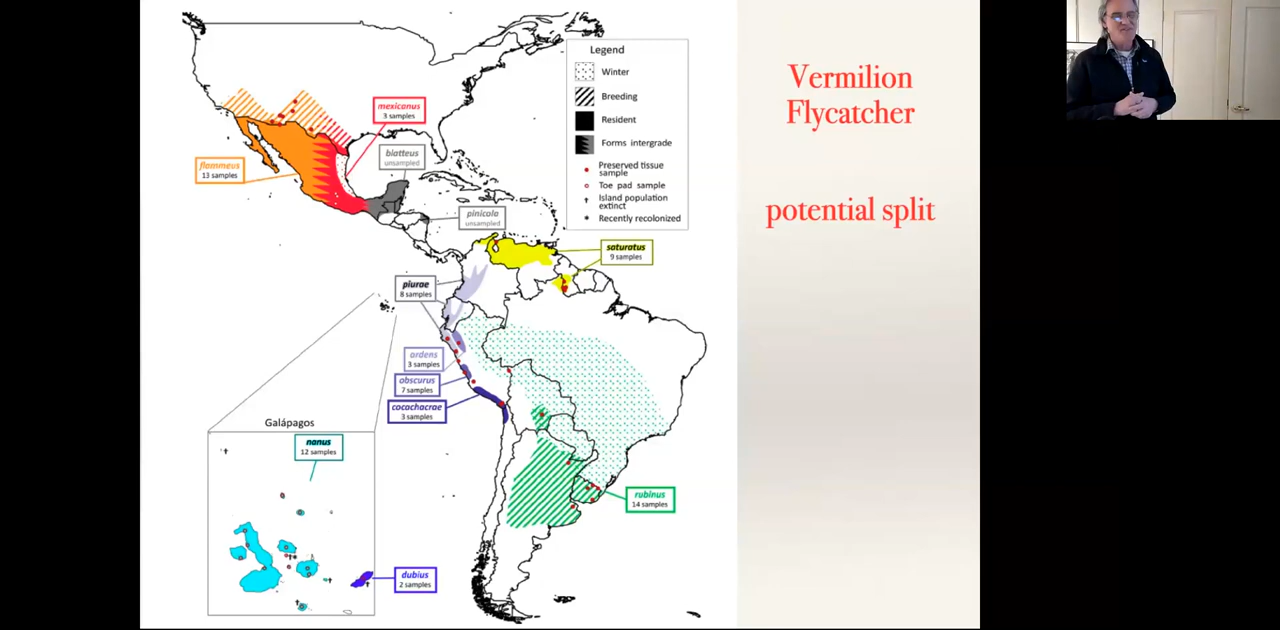 Legend
Winter
Breeding
Resident
Forms intergrade
Preserved tissue
sample
Toe pad sample
Island population
extinct
Recently recolonized
mexicanus
3 samples
blatteus
unsampled
flammeus
13 samples
pinicola
unsampled
saturatus
9 samples
piurae
8 samples
ardens
3 samples
obscurus
7 samples
cocachacrae
3 samples
Galápagos
nanus
12 samples
rubinus
14 samples
dubius
2 samples
Vermilion
Flycatcher
potential split